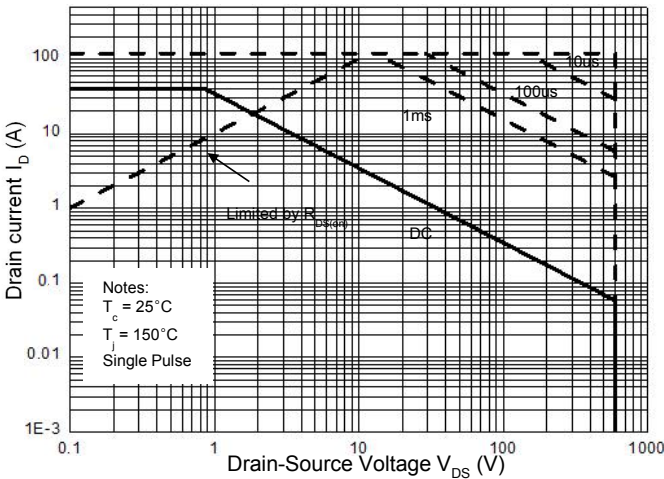 100
10
1
0.1
0.01
1E-3
0.1
1
10
100
1000
Drain current I_D (A)
Drain-Source Voltage V_DS (V)
10us
100us
1ms
DC
Limited by R_DS(on)
Notes:
T_c = 25°C
T_j = 150°C
Single Pulse